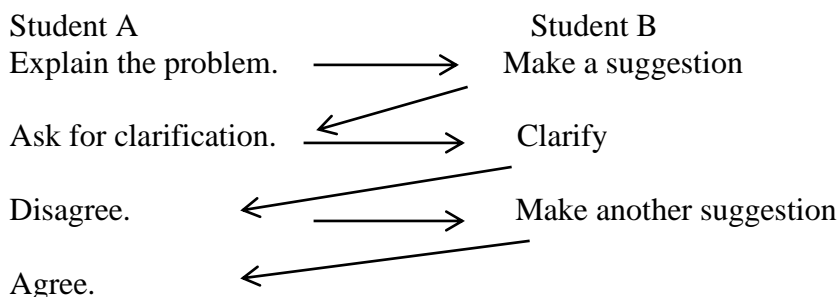 Student A Student B
Explain the problem. Make a suggestion
Ask for clarification. Clarify
Disagree. Make another suggestion
Agree.